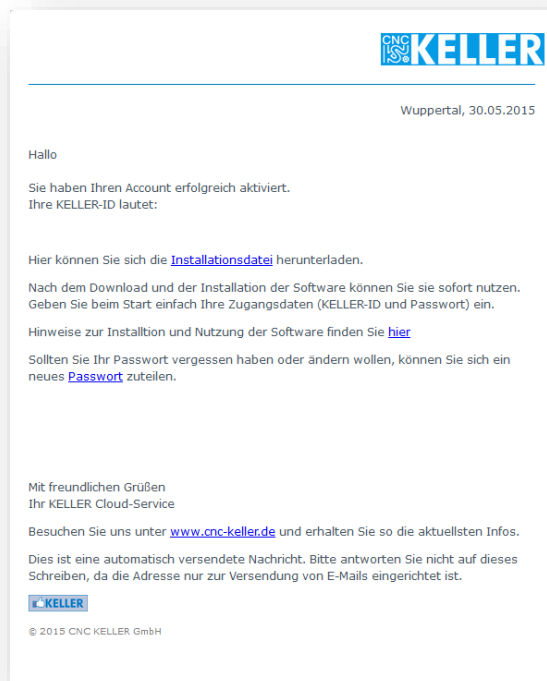 CNC KELLER
Wuppertal, 30.05.2015
Hallo
Sie haben Ihren Account erfolgreich aktiviert.
Ihre KELLER-ID lautet:
Hier können Sie sich die Installationsdatei herunterladen.
Nach dem Download und der Installation der Software können Sie sie sofort nutzen.
Geben Sie beim Start einfach Ihre Zugangsdaten (KELLER-ID und Passwort) ein.
Hinweise zur Installtion und Nutzung der Software finden Sie hier
Sollten Sie Ihr Passwort vergessen haben oder ändern wollen, können Sie sich ein
neues Passwort zuteilen.
Mit freundlichen Grüßen
Ihr KELLER Cloud-Service
Besuchen Sie uns unter www.cnc-keller.de und erhalten Sie so die aktuellsten Infos.
Dies ist eine automatisch versendete Nachricht. Bitte antworten Sie nicht auf dieses
Schreiben, da die Adresse nur zur Versendung von E-Mails eingerichtet ist.
KELLER
© 2015 CNC KELLER GmbH